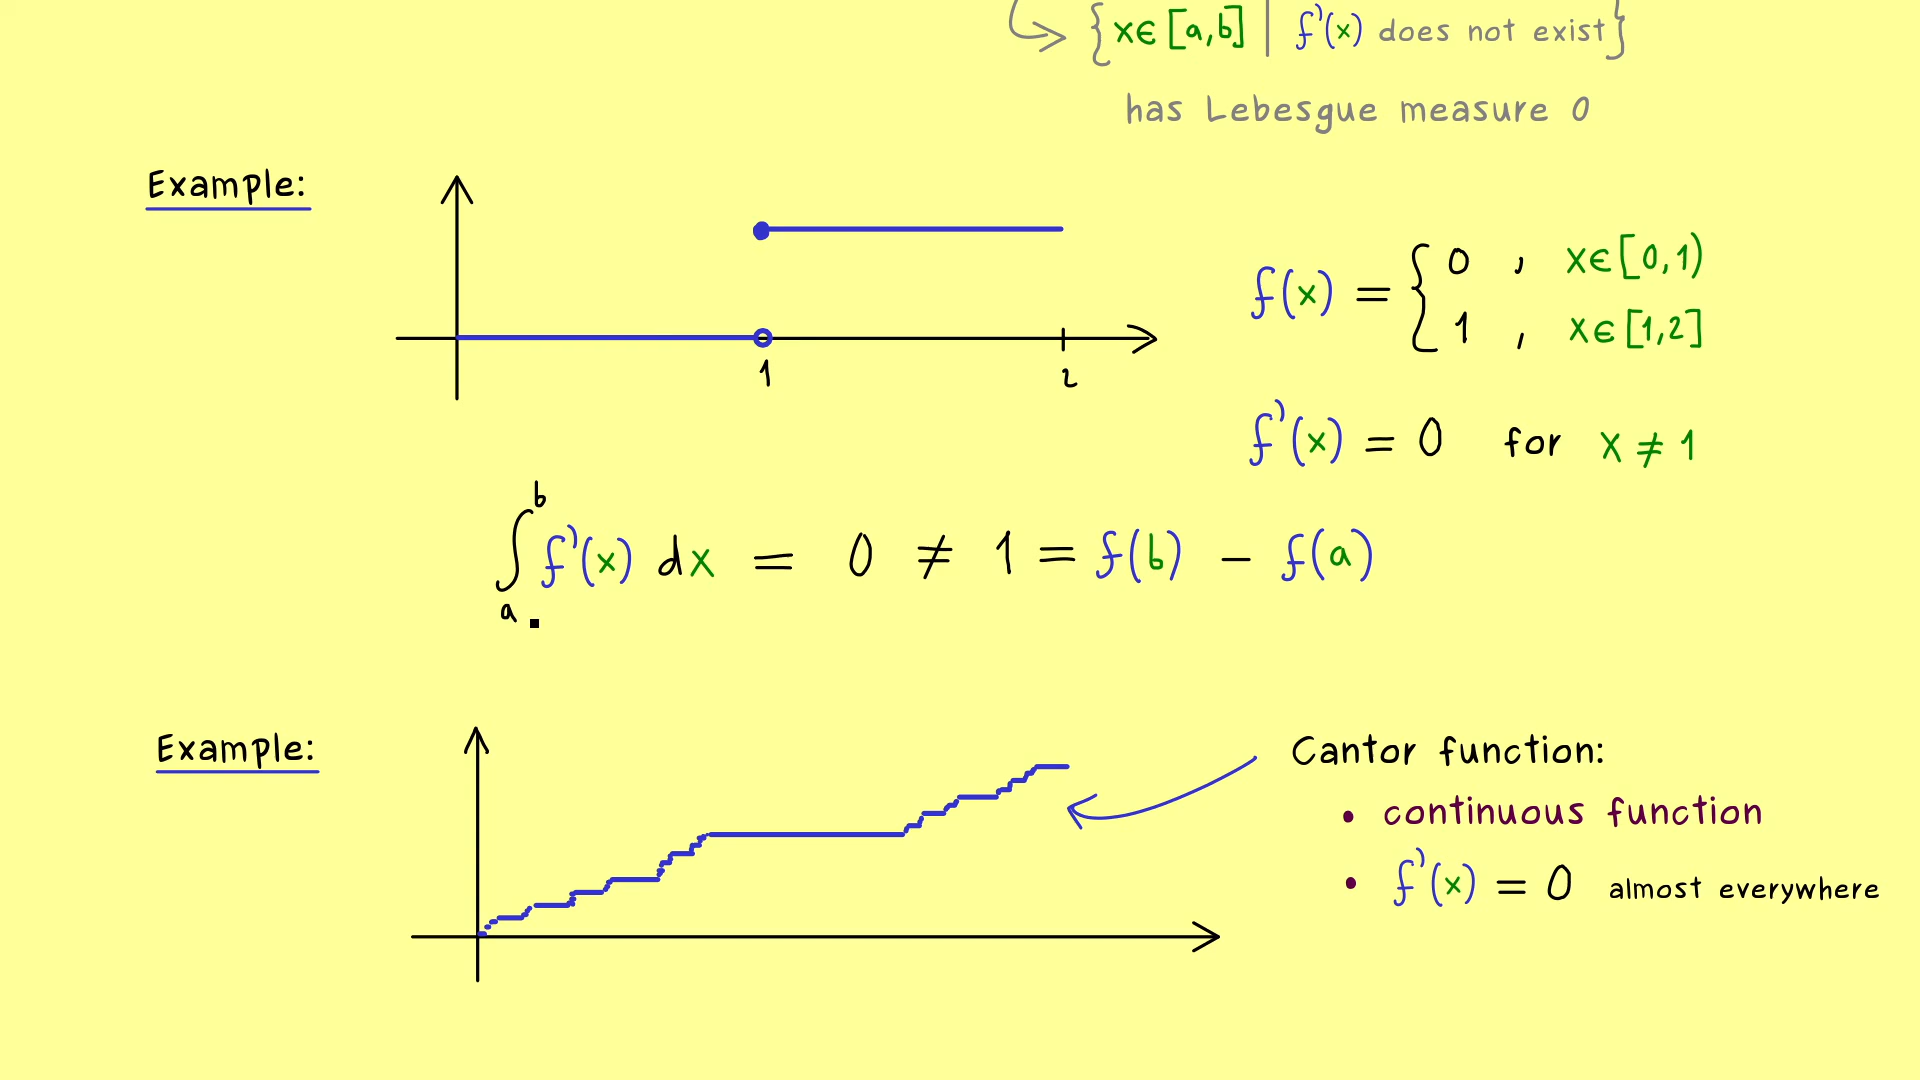 {x∈[a,b] | f'(x) does not exist}
has Lebesgue measure 0
Example:
f(x) = { 0 , x∈[0,1)
1 , x∈[1,2]
1 2
f'(x) = 0 for x ≠ 1
∫_a^b f'(x) dx = 0 ≠ 1 = f(b) − f(a)
Example:
Cantor function:
• continuous function
• f'(x) = 0 almost everywhere